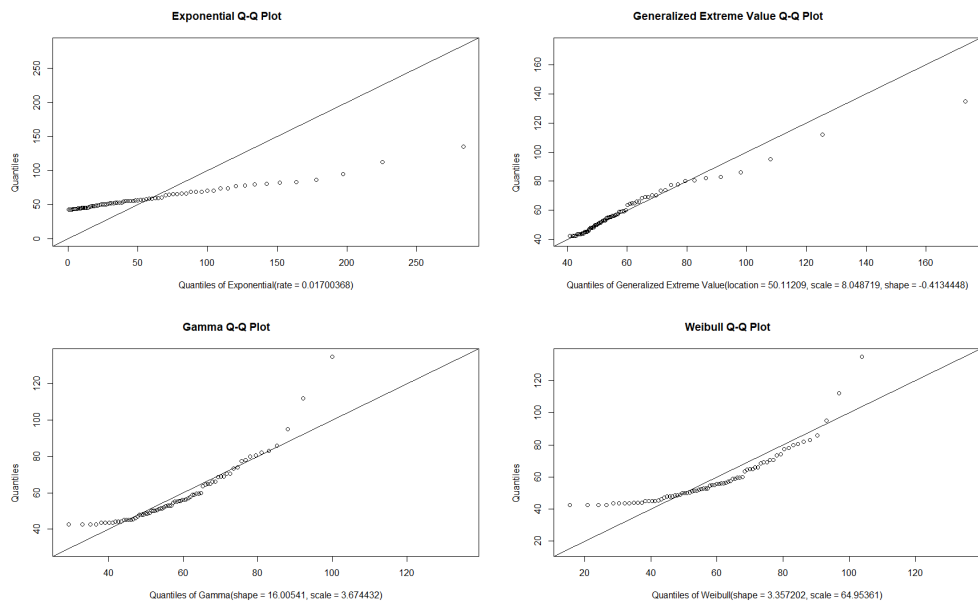 Exponential Q-Q Plot
Quantiles
250
200
150
100
50
0
0 50 100 150 200 250
Quantiles of Exponential(rate = 0.01700368)
Generalized Extreme Value Q-Q Plot
Quantiles
160
140
120
100
80
60
40
40 60 80 100 120 140 160
Quantiles of Generalized Extreme Value(location = 50.11209, scale = 8.048719, shape = -0.4134448)
Gamma Q-Q Plot
Quantiles
120
100
80
60
40
40 60 80 100 120
Quantiles of Gamma(shape = 16.00541, scale = 3.674432)
Weibull Q-Q Plot
Quantiles
120
100
80
60
40
20
20 40 60 80 100 120
Quantiles of Weibull(shape = 3.357202, scale = 64.95361)